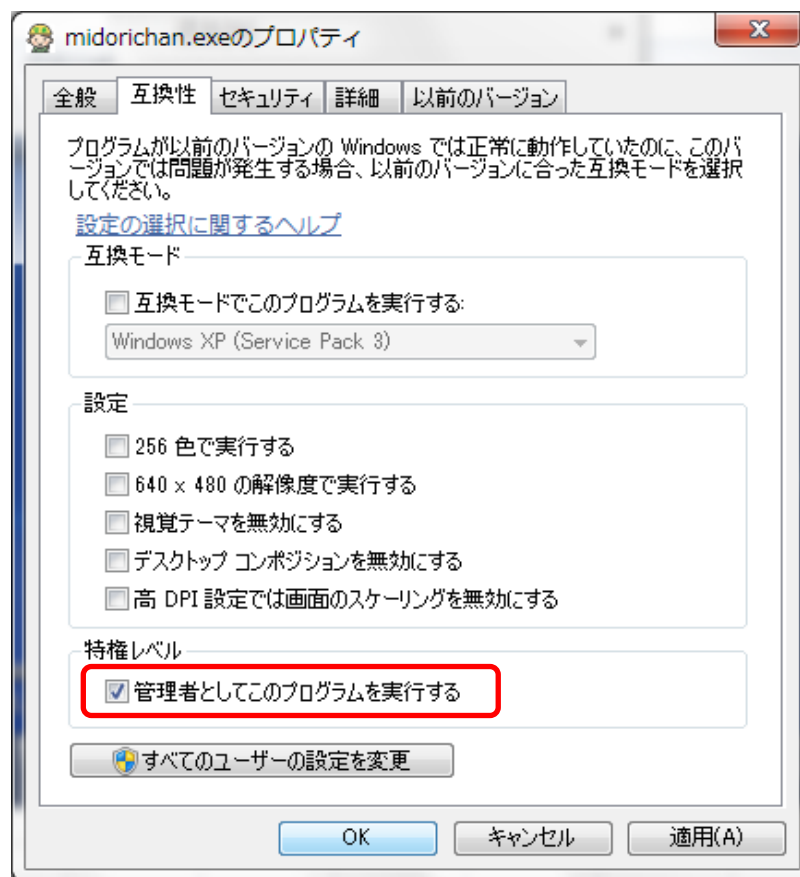 midorichan.exeのプロパティ
全般 互換性 セキュリティ 詳細 以前のバージョン
プログラムが以前のバージョンの Windows では正常に動作していたのに、このバ
ージョンでは問題が発生する場合、以前のバージョンに合った互換モードを選択
してください。
設定の選択に関するヘルプ
互換モード
互換モードでこのプログラムを実行する:
Windows XP (Service Pack 3)
設定
256 色で実行する
640 x 480 の解像度で実行する
視覚テーマを無効にする
デスクトップ コンポジションを無効にする
高 DPI 設定では画面のスケーリングを無効にする
特権レベル
管理者としてこのプログラムを実行する
すべてのユーザーの設定を変更
OK キャンセル 適用(A)